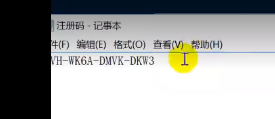 注册码 - 记事本
件(F) 编辑(E) 格式(O) 查看(V) 帮助(H)
VH-WK6A-DMVK-DKW3